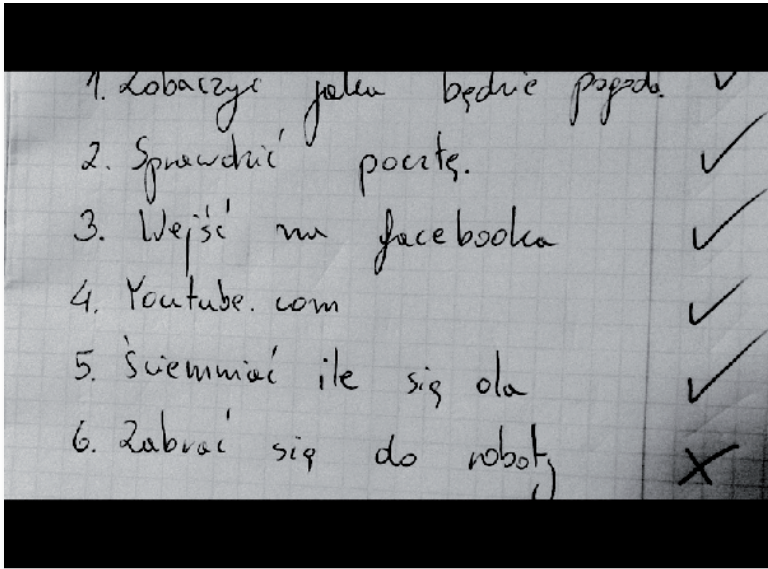 1. Zobaczyć jaka będzie pogoda. ✓
2. Sprawdzić pocztę. ✓
3. Wejść na facebooka ✓
4. Youtube.com ✓
5. Ściemniać ile się da ✓
6. Zabrać się do roboty ✗